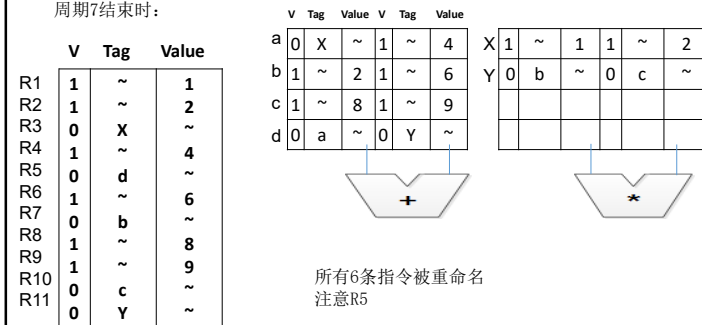 周期7结束时:
V Tag Value V Tag Value
a 0 X ~ 1 ~ 4 X 1 ~ 1 1 ~ 2
b 1 ~ 2 1 ~ 6 Y 0 b ~ 0 c ~
c 1 ~ 8 1 ~ 9
d 0 a ~ 0 Y ~
V Tag Value
R1 1 ~ 1
R2 1 ~ 2
R3 0 X ~
R4 1 ~ 4
R5 0 d ~
R6 1 ~ 6
R7 0 b ~
R8 1 ~ 8
R9 1 ~ 9
R10 0 c ~
R11 0 Y ~
+ *
所有6条指令被重命名
注意R5